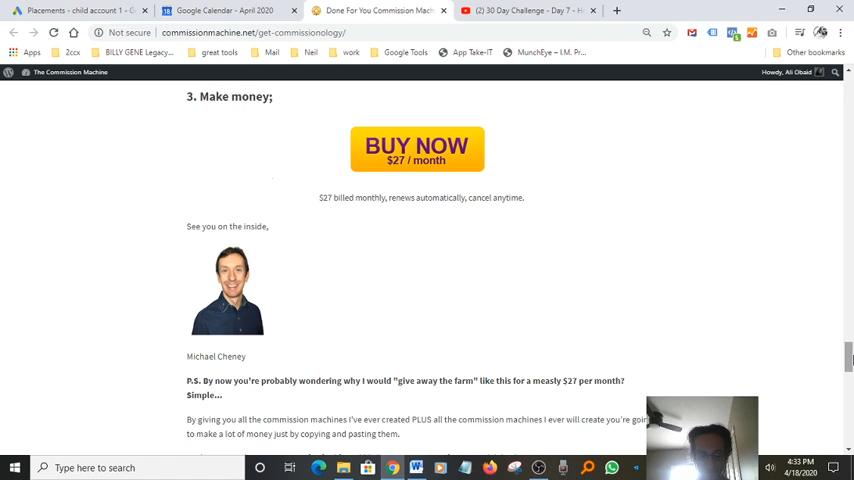 Placements - child account 1 - G
Google Calendar - April 2020
Done For You Commission Mach
(2) 30 Day Challenge - Day 7 - H
Not secure
commissionmachine.net/get-commissionology/
Apps
2ccx
BILLY GENE Legacy...
great tools
Mail
Neil
work
Google Tools
App Take-IT
MunchEye – I.M. Pr...
Other bookmarks
The Commission Machine
Howdy, Ali Obaid
3. Make money;
BUY NOW
$27 / month
$27 billed monthly, renews automatically, cancel anytime.
See you on the inside,
Michael Cheney
P.S. By now you're probably wondering why I would "give away the farm" like this for a measly $27 per month?
Simple...
By giving you all the commission machines I've ever created PLUS all the commission machines I ever will create you're goin
to make a lot of money just by copying and pasting them.
Type here to search
4:33 PM
4/18/2020